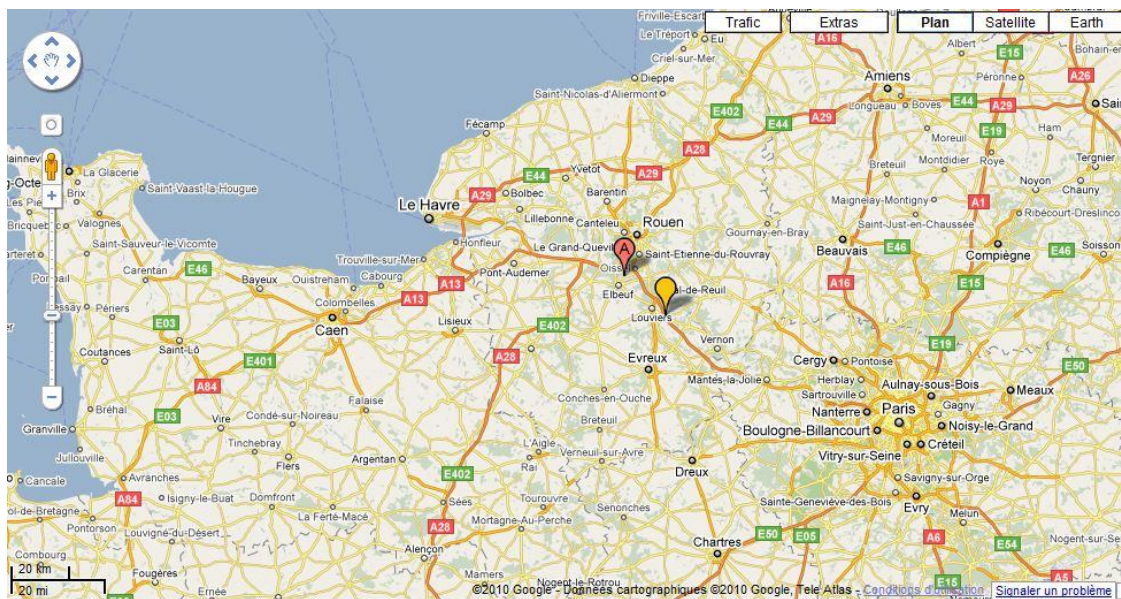 Friville-Escart
Trafic
Extras
Plan
Satellite
Earth
Le Tréport
Eu
Criel-sur-Mer
A16
Albert
E15
Bohain-en
Dieppe
Amiens
Péronne
A26
Saint-Nicolas-d'Aliermont
E402
Longueau
Boves
E44
A29
Fécamp
E44
A29
E19
Ham
Moreuil
Roye
A28
Breteuil
Montdidier
Tergnier
La Glacerie
E44
Yvetot
A29
Noyon
Chauny
Brix
Saint-Vaast-la-Hougue
A29
Bolbec
Barentin
A1
Valognes
Le Havre
Lillebonne
Canteleu
Rouen
Maignelay-Montigny
Ribécourt-Dreslincou
Gournay-en-Bray
Saint-Just-en-Chaussée
Saint-Sauveur-le-Vicomte
Honfleur
Le Grand-Quevil
A
Beauvais
E46
Compiègne
Soisson
Trouville-sur-Mer
Saint-Etienne-du-Rouvray
Carentan
E46
Bayeux
Ouistreham
Cabourg
Pont-Audemer
Oiss
A13
A13
Elbeuf
al-de-Reuil
A16
E15
Périers
Colombelles
Louviers
E03
Caen
Lisieux
E402
Vernon
E19
Saint-Lô
Coutances
E401
A28
Evreux
Cergy
Pontoise
E50
A84
Mantes-la-Jolie
Herblay
Aulnay-sous-Bois
Meaux
Sartrouville
Conches-en-Ouche
Bréhal
E03
Falaise
Nanterre
Paris
Gagny
Condé-sur-Noireau
Breteuil
Boulogne-Billancourt
Noisy-le-Grand
Granville
Vire
Créteil
Tinchebray
L'Aigle
Verneuil-sur-Avre
Vitry-sur-Seine
Jullouville
Flers
Argentan
Rai
Dreux
Cancale
Avranches
E402
Savigny-sur-Orge
A84
Isigny-le-Buat
Domfront
Sées
Tourouvre
Senonches
Sainte-Geneviève-des-Bois
Evry
La Ferté-Macé
Mortagne-au-Perche
Melun
Pontorson
Louvigné-du-Désert
A28
E50
E05
A6
E54
Combourg
Alençon
Chartres
20 km
Fougères
Mamers
E15
A5
20 mi
Ernée
Nogent-le-Rotrou
©2010 Google - Données cartographiques ©2010 Google, Tele Atlas - Conditions d'utilisation
Signaler un problème